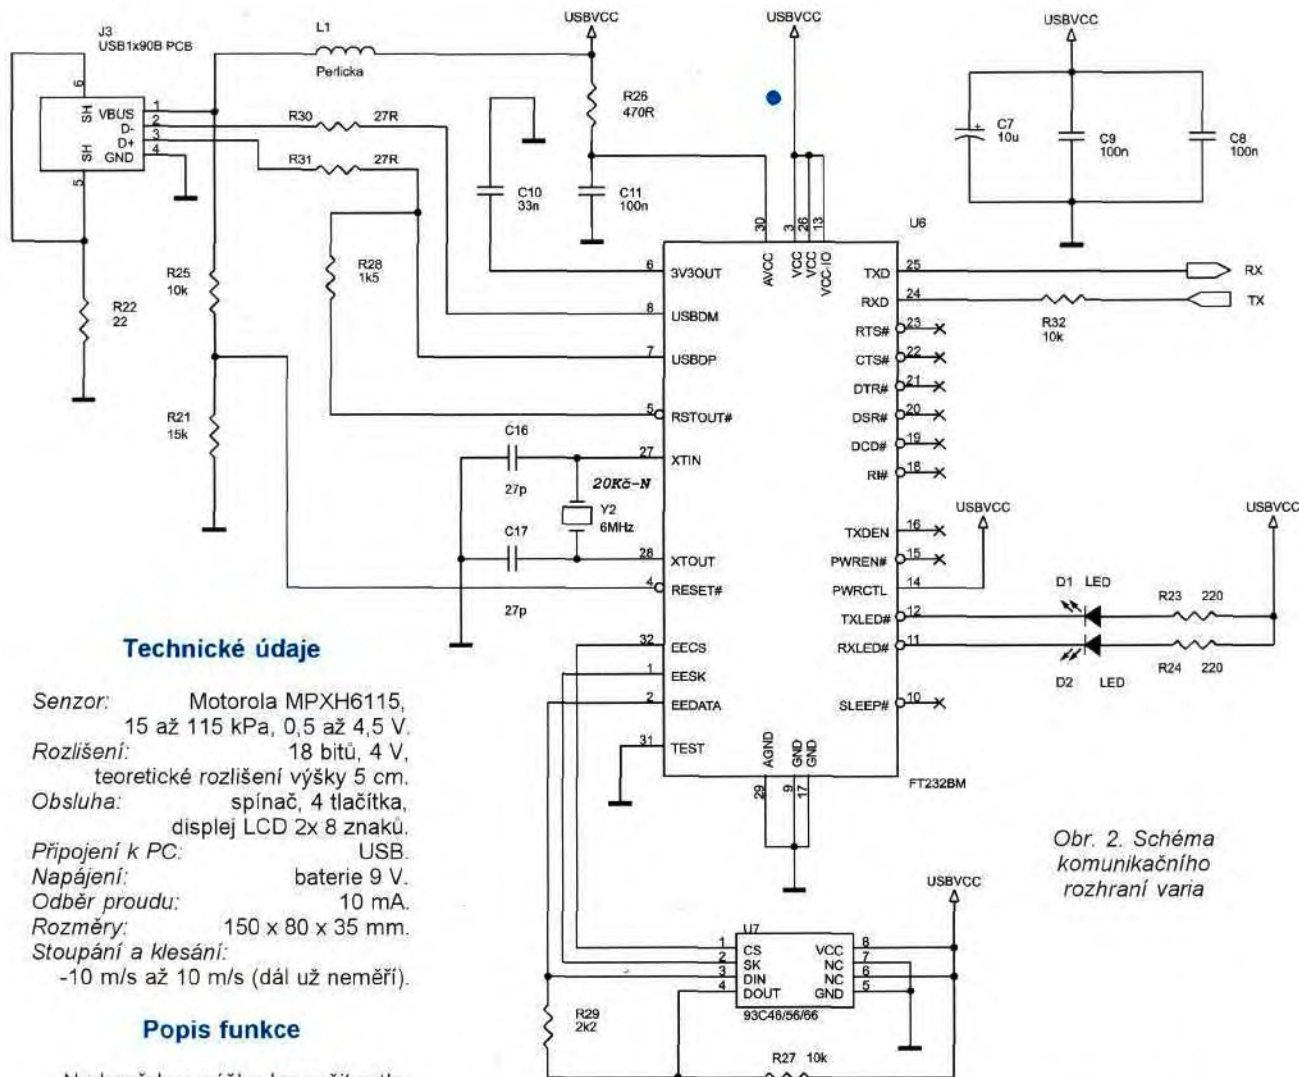 J3
USB1x90B PCB
L1
Perlicka
USBVCC
USBVCC
USBVCC
6
SH
VBUS
D-
D+
GND
SH
5
1
2
3
4
R30 27R
R31 27R
R26
470R
C10
33n
C11
100n
C7
10u
+
C9
100n
C8
100n
R28
1k5
R25
10k
R22
22
R21
15k
U6
30
3
26
13
AVCC
VCC
VCC
VCC-IO
6 3V3OUT
8 USBDM
7 USBDP
5 RSTOUT#
27 XTIN
28 XTOUT
4 RESET#
32 EECS
1 EESK
2 EEDATA
31 TEST
TXD 25
RXD 24
RTS# 23
CTS# 22
DTR# 21
DSR# 20
DCD# 19
RI# 18
TXDEN 16
PWREN# 15
PWRCTL 14
TXLED# 12
RXLED# 11
SLEEP# 10
AGND
GND
GND
29
9
17
FT232BM
RX
TX
R32
10k
C16
27p
20Kč-N
Y2
6MHz
C17
27p
USBVCC
USBVCC
D1 LED
R23 220
D2 LED
R24 220
Technické údaje
Senzor: Motorola MPXH6115,
15 až 115 kPa, 0,5 až 4,5 V.
Rozlišení: 18 bitů, 4 V,
teoretické rozlišení výšky 5 cm.
Obsluha: spínač, 4 tlačítka,
displej LCD 2x 8 znaků.
Připojení k PC: USB.
Napájení: baterie 9 V.
Odběr proudu: 10 mA.
Rozměry: 150 x 80 x 35 mm.
Stoupání a klesání:
-10 m/s až 10 m/s (dál už neměří).
Popis funkce
Obr. 2. Schéma
komunikačního
rozhraní varia
USBVCC
U7
1 CS VCC 8
2 SK NC 7
3 DIN NC 6
4 DOUT GND 5
93C46/56/66
R29
2k2
R27 10k